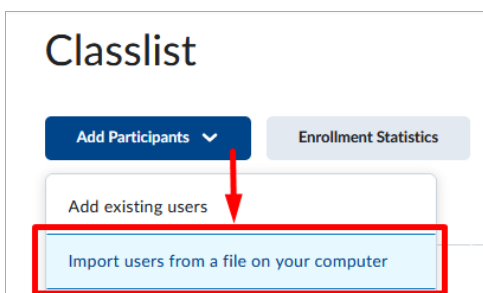 Classlist
Add Participants
Enrollment Statistics
Add existing users
Import users from a file on your computer